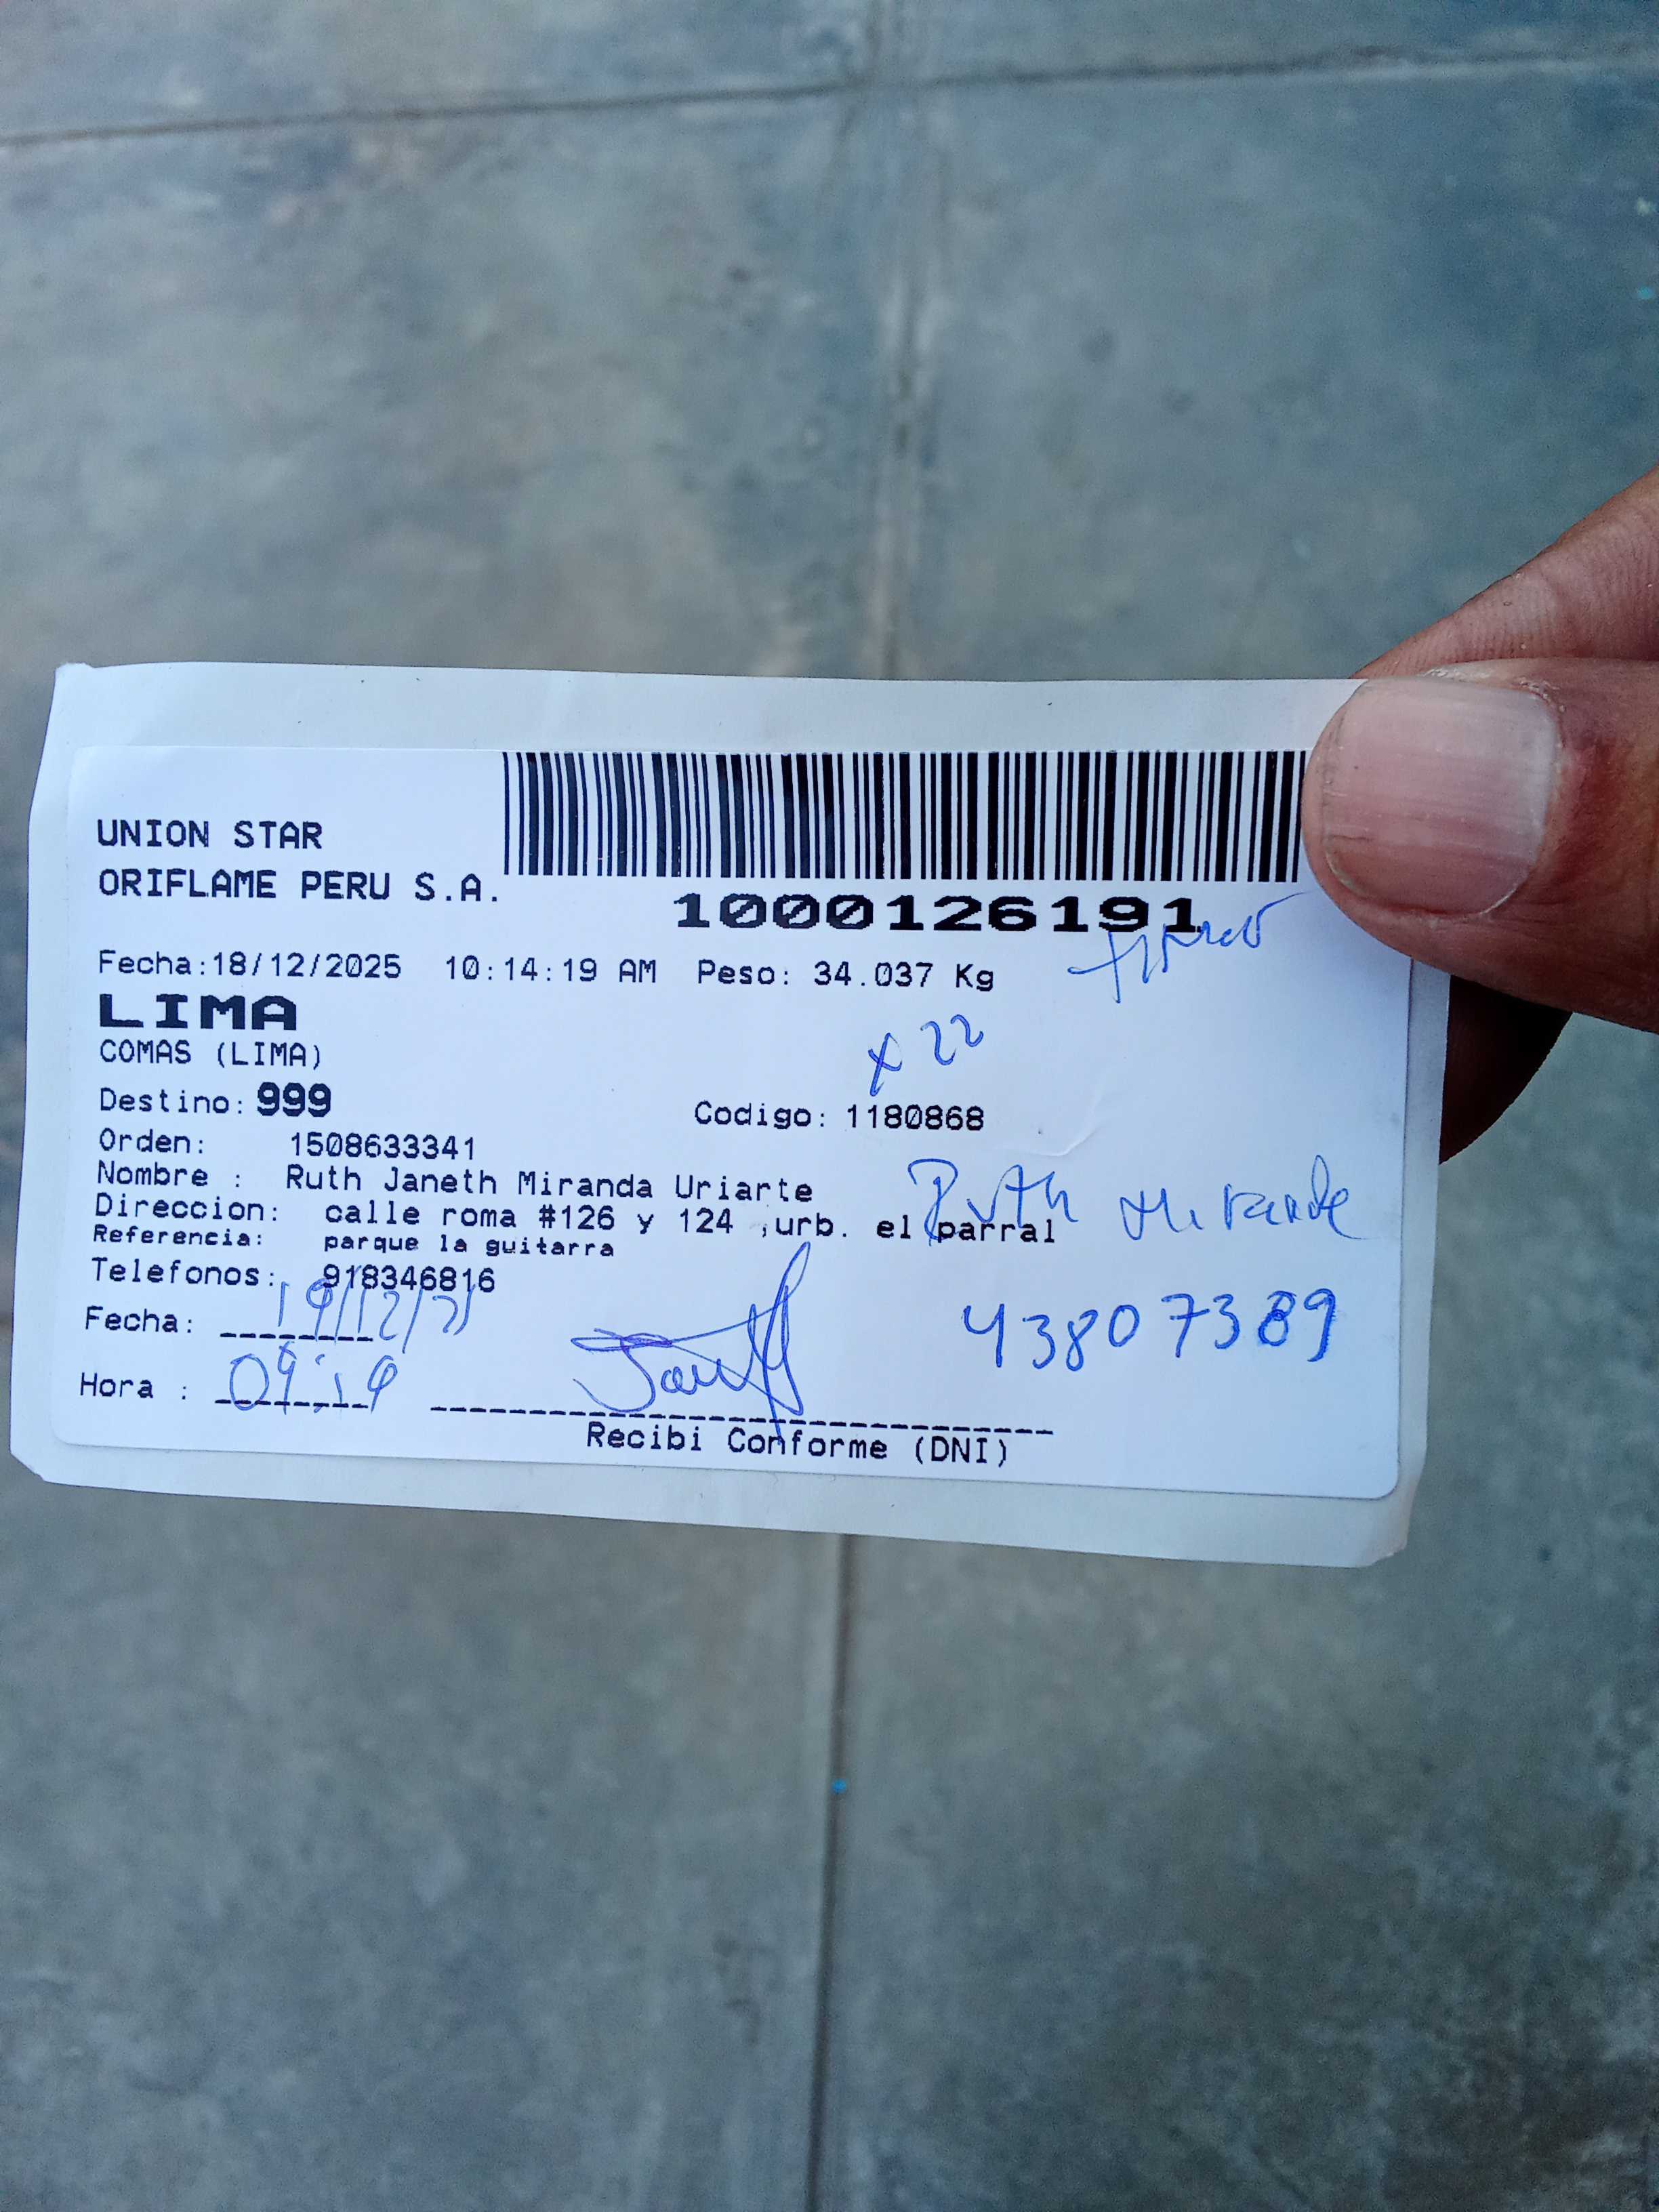 UNION STAR
ORIFLAME PERU S.A.
1000126191
Fecha:18/12/2025 10:14:19 AM Peso: 34.037 Kg
LIMA
COMAS (LIMA)
x 22
Destino: 999
Codigo: 1180868
Orden: 1508633341
Nombre : Ruth Janeth Miranda Uriarte
Ruth Miranda
Direccion: calle roma #126 y 124 ,urb. el parral
Referencia: parque la guitarra
Telefonos: 918346816
Fecha: 19/12/
43807389
Hora : 09:19
Recibi Conforme (DNI)